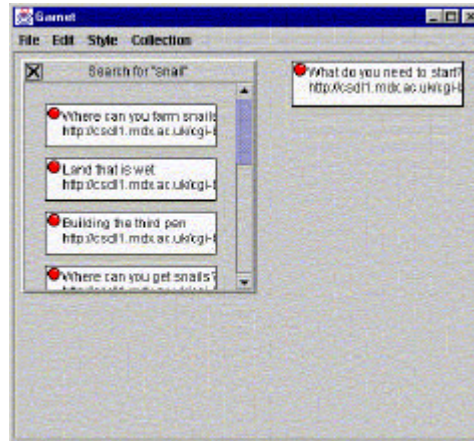 Garnet
File Edit Style Collection
Search for "snail"
Where can you farm snails
http://csdl1.mdx.ac.uk/cgi-b
Land that is wet
http://csdl1.mdx.ac.uk/cgi-b
Building the third pen
http://csdl1.mdx.ac.uk/cgi-b
Where can you get snails?
What do you need to start?
http://csdl1.mdx.ac.uk/cgi-b